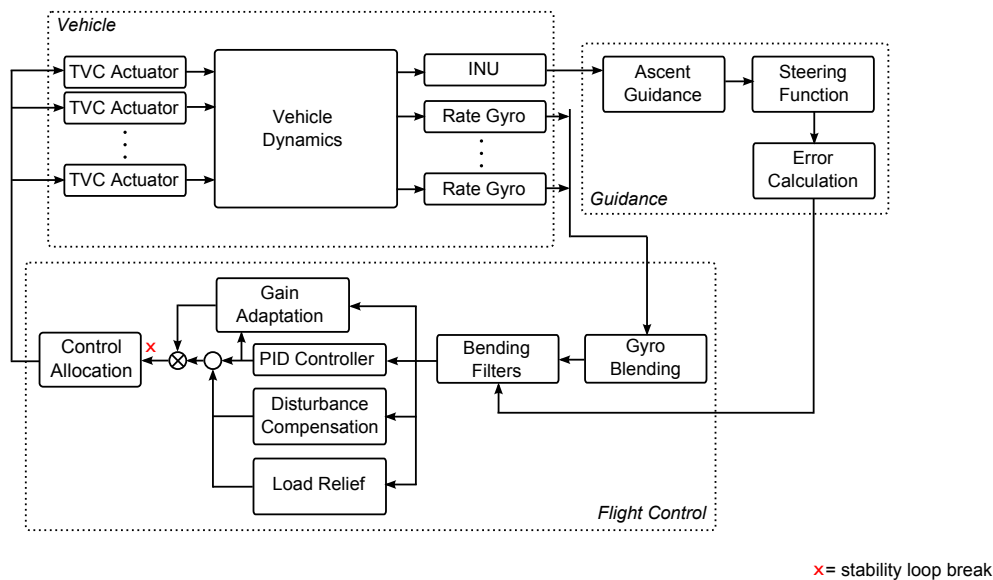 Vehicle
TVC Actuator
TVC Actuator
TVC Actuator
Vehicle
Dynamics
INU
Rate Gyro
Rate Gyro
Ascent
Guidance
Steering
Function
Error
Calculation
Guidance
Gain
Adaptation
Control
Allocation
x
PID Controller
Bending
Filters
Gyro
Blending
Disturbance
Compensation
Load Relief
Flight Control
x= stability loop break